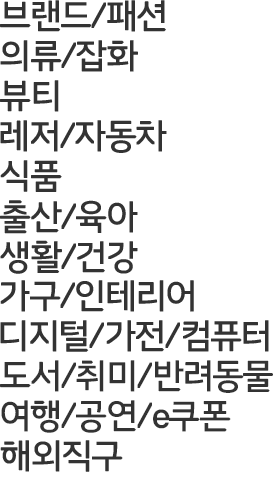 브랜드/패션
의류/잡화
뷰티
레저/자동차
식품
출산/육아
생활/건강
가구/인테리어
디지털/가전/컴퓨터
도서/취미/반려동물
여행/공연/e쿠폰
해외직구